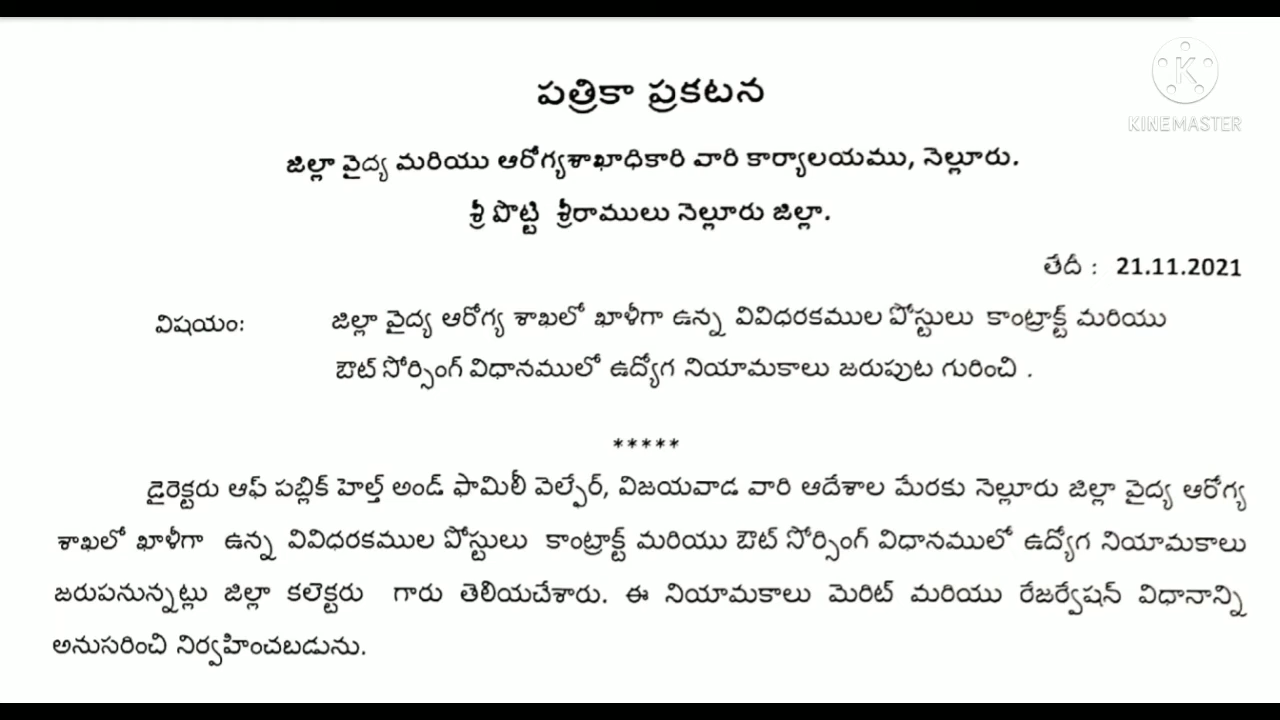 పత్రికా ప్రకటన
KINEMASTER
జిల్లా వైద్య మరియు ఆరోగ్యశాఖాధికారి వారి కార్యాలయము, నెల్లూరు.
శ్రీ పొట్టి శ్రీరాములు నెల్లూరు జిల్లా.
తేదీ : 21.11.2021
విషయం: జిల్లా వైద్య ఆరోగ్య శాఖలో ఖాళీగా ఉన్న వివిధరకముల పోస్టులు కాంట్రాక్ట్ మరియు
ఔట్ సోర్సింగ్ విధానములో ఉద్యోగ నియామకాలు జరుపుట గురించి .
*****
డైరెక్టరు ఆఫ్ పబ్లిక్ హెల్త్ అండ్ ఫామిలీ వెల్ఫేర్, విజయవాడ వారి ఆదేశాల మేరకు నెల్లూరు జిల్లా వైద్య ఆరోగ్య
శాఖలో ఖాళీగా ఉన్న వివిధరకముల పోస్టులు కాంట్రాక్ట్ మరియు ఔట్ సోర్సింగ్ విధానములో ఉద్యోగ నియామకాలు
జరుపనున్నట్లు జిల్లా కలెక్టరు గారు తెలియచేశారు. ఈ నియామకాలు మెరిట్ మరియు రేజర్వేషన్ విధానాన్ని
అనుసరించి నిర్వహించబడును.